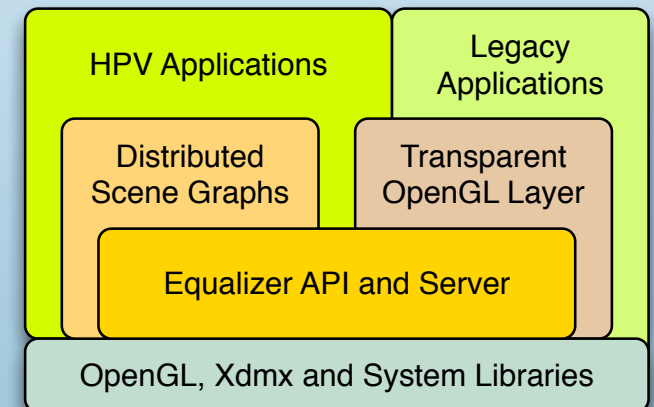 HPV Applications
Legacy
Applications
Distributed
Scene Graphs
Transparent
OpenGL Layer
Equalizer API and Server
OpenGL, Xdmx and System Libraries